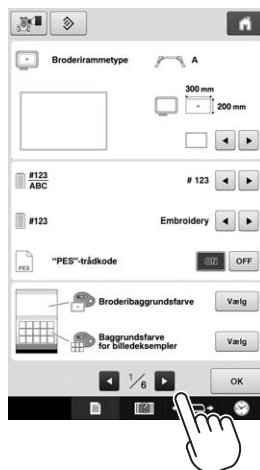 Broderirammetype
A
300 mm
200 mm
#123
ABC
# 123
#123
Embroidery
PES
"PES"-trådkode
ON
OFF
Broderibaggrundsfarve
Vælg
Baggrundsfarve
for billedeksempler
Vælg
1/6
OK